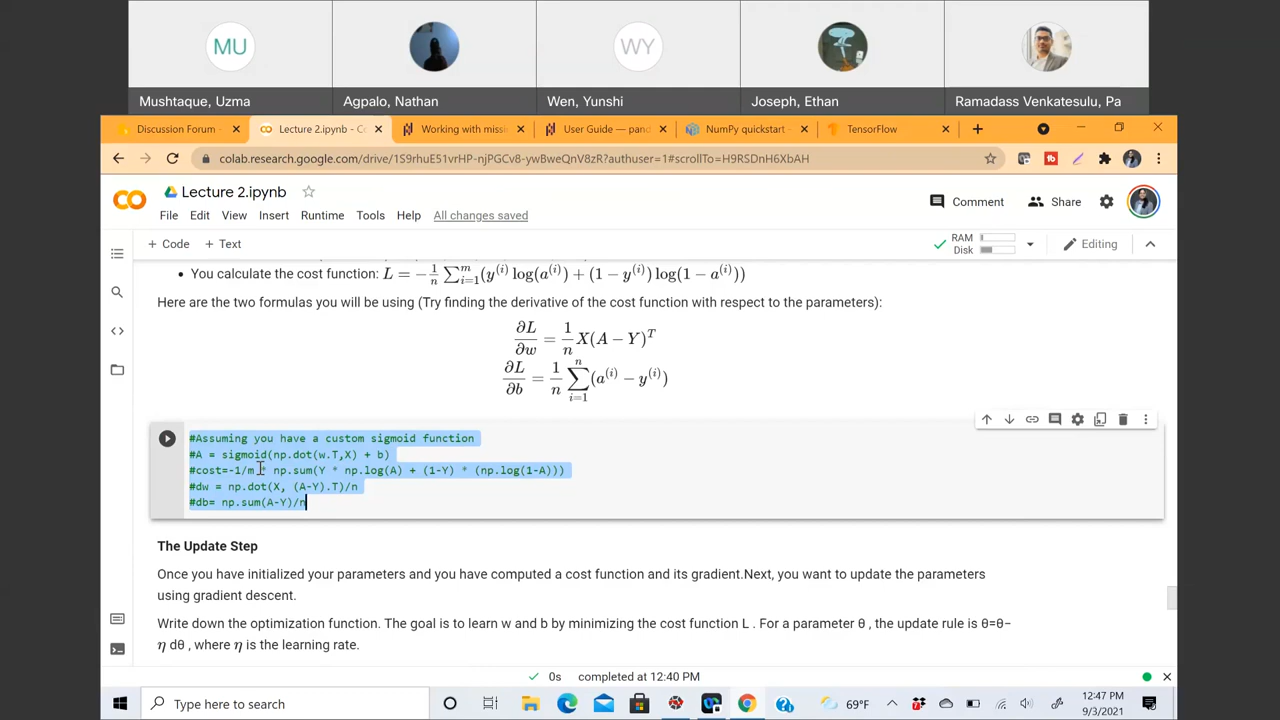 MU
WY
Mushtaque, Uzma
Agpalo, Nathan
Wen, Yunshi
Joseph, Ethan
Ramadass Venkatesulu, Pa
Discussion Forum -
Lecture 2.ipynb - Co
Working with missi
User Guide — pand
NumPy quickstart -
TensorFlow
colab.research.google.com/drive/1S9rhuE51vrHP-njPGCv8-ywBweQnV8zR?authuser=1#scrollTo=H9RSDnH6XbAH
Lecture 2.ipynb
File Edit View Insert Runtime Tools Help All changes saved
Comment
Share
+ Code + Text
RAM
Disk
Editing
• You calculate the cost function: L = −1/n ∑ᵢ₌₁ᵐ (y⁽ⁱ⁾ log(a⁽ⁱ⁾) + (1 − y⁽ⁱ⁾) log(1 − a⁽ⁱ⁾))
Here are the two formulas you will be using (Try finding the derivative of the cost function with respect to the parameters):
∂L/∂w = 1/n X(A − Y)ᵀ
∂L/∂b = 1/n ∑ᵢ₌₁ⁿ (a⁽ⁱ⁾ − y⁽ⁱ⁾)
#Assuming you have a custom sigmoid function
#A = sigmoid(np.dot(w.T,X) + b)
#cost=-1/m * np.sum(Y * np.log(A) + (1-Y) * (np.log(1-A)))
#dw = np.dot(X, (A-Y).T)/n
#db= np.sum(A-Y)/n
The Update Step
Once you have initialized your parameters and you have computed a cost function and its gradient.Next, you want to update the parameters
using gradient descent.
Write down the optimization function. The goal is to learn w and b by minimizing the cost function L . For a parameter θ , the update rule is θ=θ−
η dθ , where η is the learning rate.
0s completed at 12:40 PM
Type here to search
69°F
12:47 PM
9/3/2021